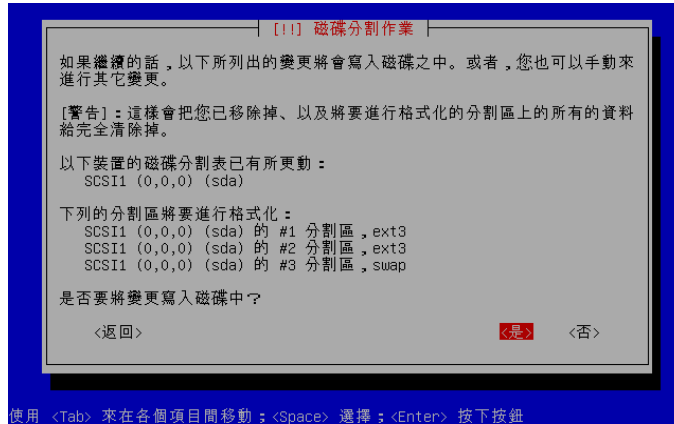 [!!] 磁碟分割作業
如果繼續的話，以下所列出的變更將會寫入磁碟之中。或者，您也可以手動來
進行其它變更。
[警告]：這樣會把您已移除掉、以及將要進行格式化的分割區上的所有的資料
給完全清除掉。
以下裝置的磁碟分割表已有所更動：
SCSI1 (0,0,0) (sda)
下列的分割區將要進行格式化：
SCSI1 (0,0,0) (sda) 的 #1 分割區，ext3
SCSI1 (0,0,0) (sda) 的 #2 分割區，ext3
SCSI1 (0,0,0) (sda) 的 #3 分割區，swap
是否要將變更寫入磁碟中？
<返回> <是> <否>
使用 <Tab> 來在各個項目間移動；<Space> 選擇；<Enter> 按下按鈕